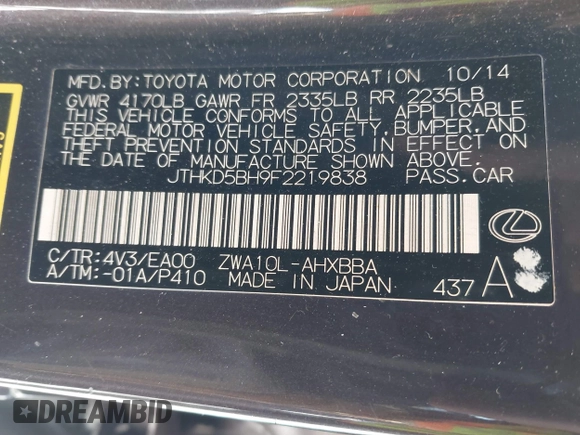 MFD. BY: TOYOTA MOTOR CORPORATION 10/14
GVWR 4170LB GAWR FR 2335LB RR 2235LB
THIS VEHICLE CONFORMS TO ALL APPLICABLE
FEDERAL MOTOR VEHICLE SAFETY, BUMPER, AND
THEFT PREVENTION STANDARDS IN EFFECT ON
THE DATE OF MANUFACTURE SHOWN ABOVE.
JTHKD5BH9F2219838 PASS. CAR
C/TR: 4V3/EA00 ZWA10L-AHXBBA
A/TM: -01A/P410 MADE IN JAPAN 437 A
DREAMBID